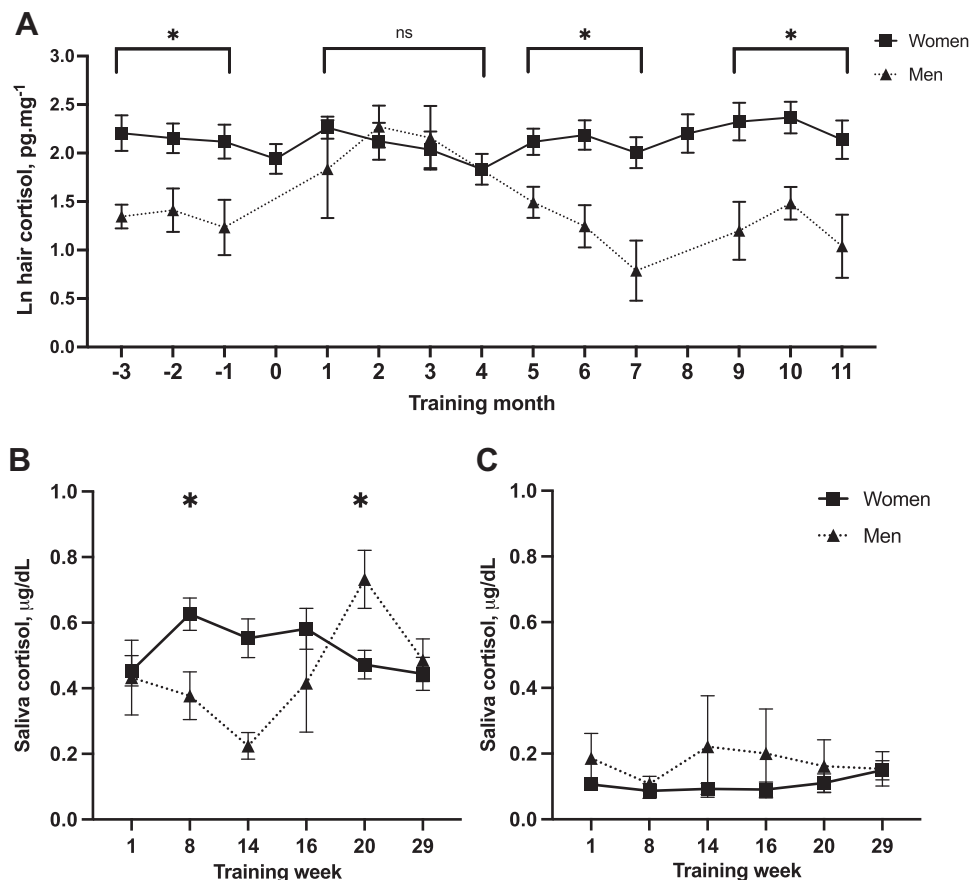 A
* ns * *
Women
Men
Ln hair cortisol, pg.mg⁻¹
3.0
2.5
2.0
1.5
1.0
0.5
0.0
-3 -2 -1 0 1 2 3 4 5 6 7 8 9 10 11
Training month
B
* *
Saliva cortisol, µg/dL
1.0
0.8
0.6
0.4
0.2
0.0
1 8 14 16 20 29
Training week
C
Women
Men
Saliva cortisol, µg/dL
1.0
0.8
0.6
0.4
0.2
0.0
1 8 14 16 20 29
Training week